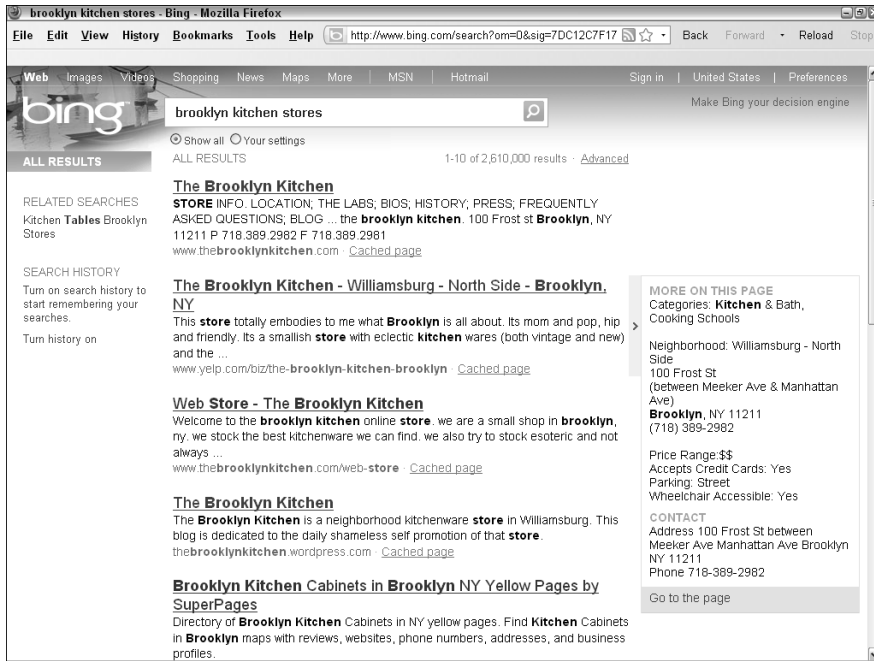 brooklyn kitchen stores - Bing - Mozilla Firefox
File Edit View History Bookmarks Tools Help http://www.bing.com/search?om=0&sig=7DC12C7F17 Back Forward Reload Stop
Web Images Videos Shopping News Maps More | MSN | Hotmail Sign in | United States | Preferences
bing
brooklyn kitchen stores
Make Bing your decision engine
Show all Your settings
ALL RESULTS
ALL RESULTS 1-10 of 2,610,000 results · Advanced
RELATED SEARCHES
Kitchen Tables Brooklyn
Stores
SEARCH HISTORY
Turn on search history to
start remembering your
searches.
Turn history on
The Brooklyn Kitchen
STORE INFO. LOCATION; THE LABS; BIOS; HISTORY; PRESS; FREQUENTLY
ASKED QUESTIONS; BLOG ... the brooklyn kitchen. 100 Frost st Brooklyn, NY
11211 P 718.389.2982 F 718.389.2981
www.thebrooklynkitchen.com · Cached page
The Brooklyn Kitchen - Williamsburg - North Side - Brooklyn,
NY
This store totally embodies to me what Brooklyn is all about. Its mom and pop, hip
and friendly. Its a smallish store with eclectic kitchen wares (both vintage and new)
and the ...
www.yelp.com/biz/the-brooklyn-kitchen-brooklyn · Cached page
Web Store - The Brooklyn Kitchen
Welcome to the brooklyn kitchen online store. we are a small shop in brooklyn,
ny. we stock the best kitchenware we can find. we also try to stock esoteric and not
always ...
www.thebrooklynkitchen.com/web-store · Cached page
The Brooklyn Kitchen
The Brooklyn Kitchen is a neighborhood kitchenware store in Williamsburg. This
blog is dedicated to the daily shameless self promotion of that store.
thebrooklynkitchen.wordpress.com · Cached page
Brooklyn Kitchen Cabinets in Brooklyn NY Yellow Pages by
SuperPages
Directory of Brooklyn Kitchen Cabinets in NY yellow pages. Find Kitchen Cabinets
in Brooklyn maps with reviews, websites, phone numbers, addresses, and business
profiles.
MORE ON THIS PAGE
Categories: Kitchen & Bath,
Cooking Schools
Neighborhood: Williamsburg - North
Side
100 Frost St
(between Meeker Ave & Manhattan
Ave)
Brooklyn, NY 11211
(718) 389-2982
Price Range:$$
Accepts Credit Cards: Yes
Parking: Street
Wheelchair Accessible: Yes
CONTACT
Address 100 Frost St between
Meeker Ave Manhattan Ave Brooklyn
NY 11211
Phone 718-389-2982
Go to the page